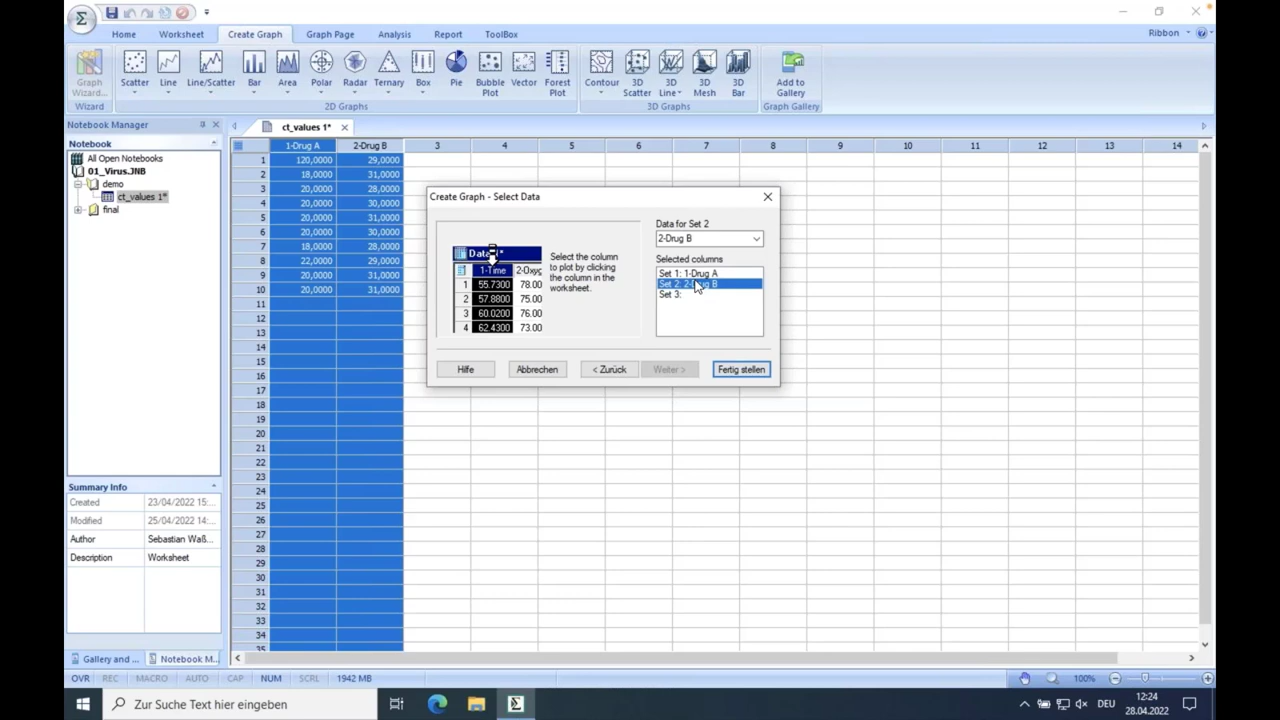 Ribbon
Home Worksheet Create Graph Graph Page Analysis Report ToolBox
Graph Wizard... Scatter Line Line/Scatter Bar Area Polar Radar Ternary Box Pie Bubble Plot Vector Forest Plot Contour 3D Scatter 3D Line 3D Mesh 3D Bar Add to Gallery
Wizard 2D Graphs 3D Graphs Graph Gallery
Notebook Manager
ct_values 1*
Notebook
All Open Notebooks
01_Virus.JNB
demo
ct_values 1*
final
1-Drug A 2-Drug B 3 4 5 6 7 8 9 10 11 12 13 14
1 120,0000 29,0000
2 18,0000 31,0000
3 20,0000 28,0000
4 20,0000 30,0000
5 20,0000 31,0000
6 20,0000 30,0000
7 18,0000 28,0000
8 22,0000 29,0000
9 20,0000 31,0000
10 20,0000 31,0000
11
12
13
14
15
16
17
18
19
20
21
22
23
24
25
26
27
28
29
30
31
32
33
34
35
Create Graph - Select Data
1-Time
1 55.7300 78.00
2 57.8800 75.00
3 60.0200 76.00
4 62.4300 73.00
Select the column
to plot by clicking
the column in the
worksheet.
Data for Set 2
2-Drug B
Selected columns
Set 1: 1-Drug A
Set 2:
Set 3:
Hilfe Abbrechen < Zurück Weiter > Fertig stellen
Summary Info
Created 23/04/2022 15:...
Modified 25/04/2022 14:...
Author Sebastian Waß...
Description Worksheet
Gallery and ... Notebook M...
OVR REC MACRO AUTO CAP NUM SCRL 1942 MB 100%
Zur Suche Text hier eingeben
DEU
12:24
28.04.2022